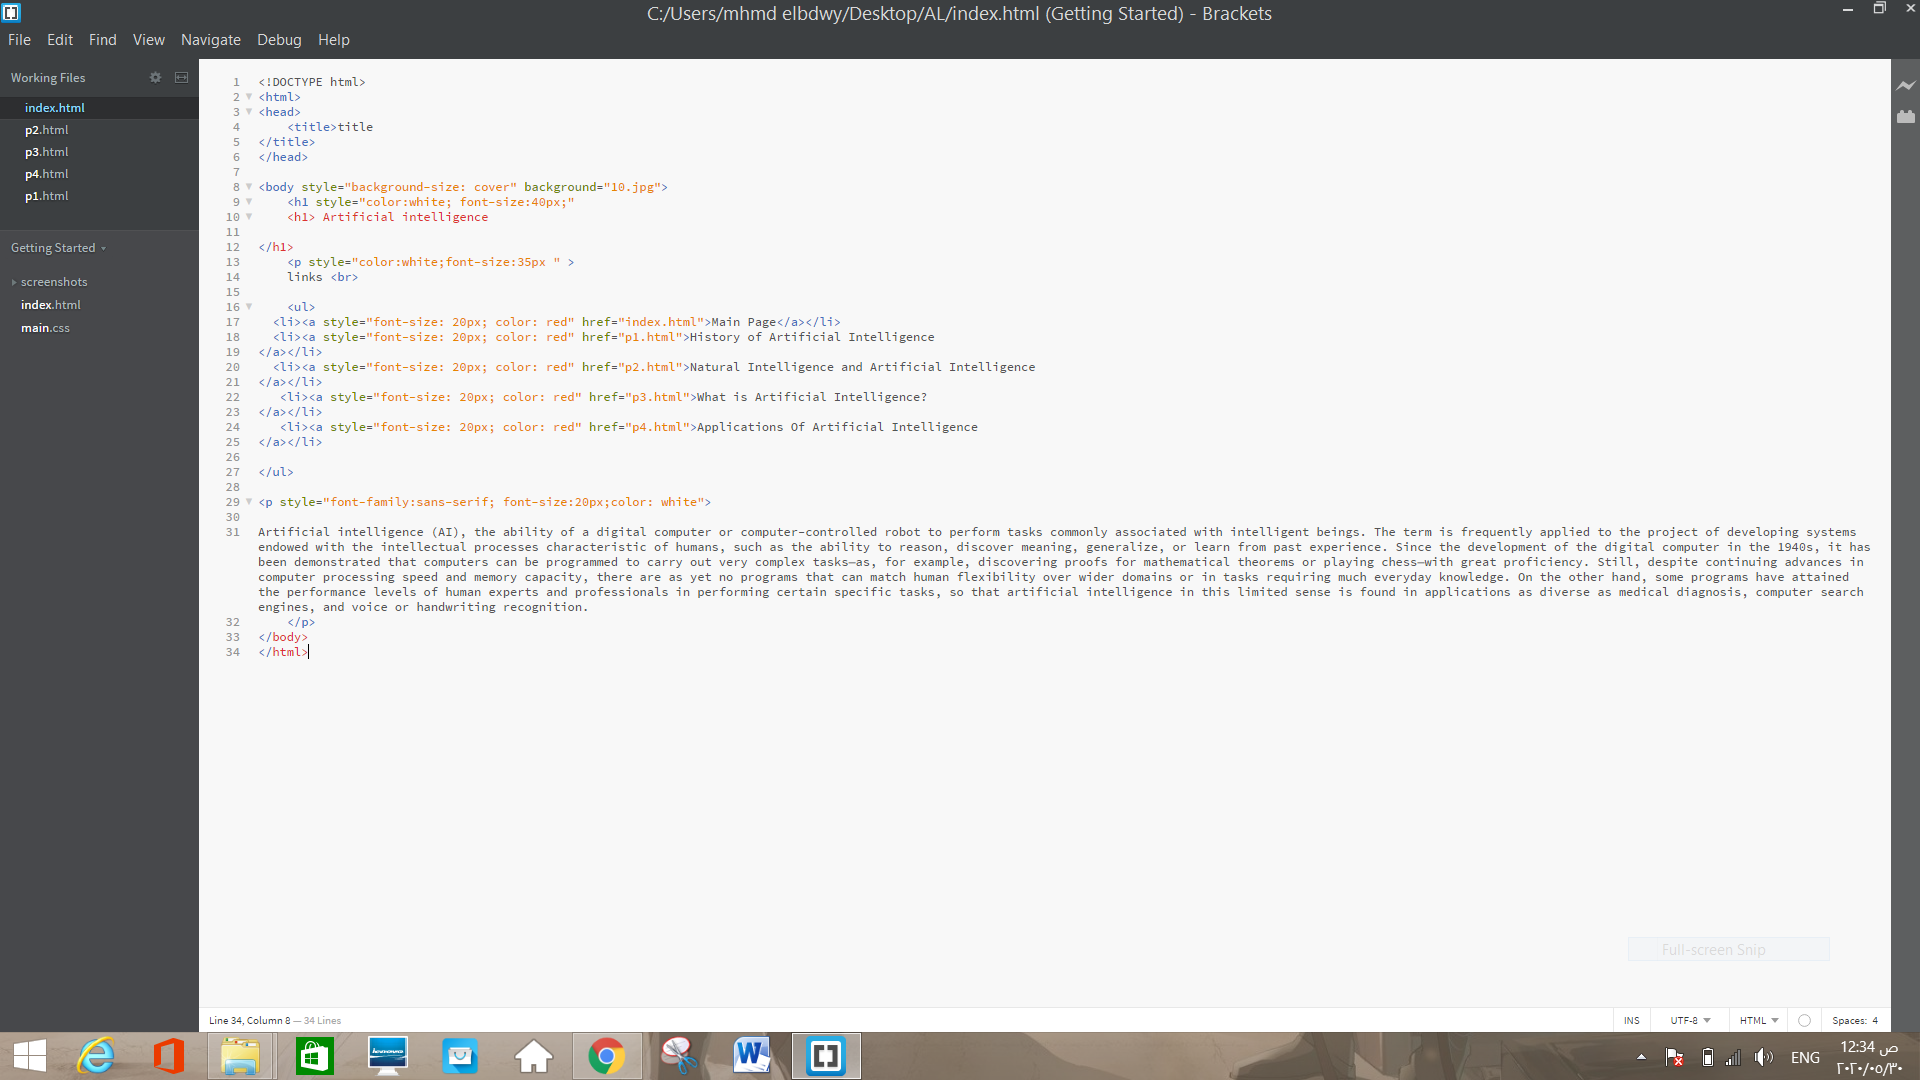 C:/Users/mhmd elbdwy/Desktop/AL/index.html (Getting Started) - Brackets
File Edit Find View Navigate Debug Help
Working Files
index.html
p2.html
p3.html
p4.html
p1.html
Getting Started
screenshots
index.html
main.css
1 <!DOCTYPE html>
2 <html>
3 <head>
4 <title>title
5 </title>
6 </head>
7
8 <body style="background-size: cover" background="10.jpg">
9 <h1 style="color:white; font-size:40px;"
10 <h1> Artificial intelligence
11
12 </h1>
13 <p style="color:white;font-size:35px " >
14 links <br>
15
16 <ul>
17 <li><a style="font-size: 20px; color: red" href="index.html">Main Page</a></li>
18 <li><a style="font-size: 20px; color: red" href="p1.html">History of Artificial Intelligence
19 </a></li>
20 <li><a style="font-size: 20px; color: red" href="p2.html">Natural Intelligence and Artificial Intelligence
21 </a></li>
22 <li><a style="font-size: 20px; color: red" href="p3.html">What is Artificial Intelligence?
23 </a></li>
24 <li><a style="font-size: 20px; color: red" href="p4.html">Applications Of Artificial Intelligence
25 </a></li>
26
27 </ul>
28
29 <p style="font-family:sans-serif; font-size:20px;color: white">
30
31 Artificial intelligence (AI), the ability of a digital computer or computer-controlled robot to perform tasks commonly associated with intelligent beings. The term is frequently applied to the project of developing systems
endowed with the intellectual processes characteristic of humans, such as the ability to reason, discover meaning, generalize, or learn from past experience. Since the development of the digital computer in the 1940s, it has
been demonstrated that computers can be programmed to carry out very complex tasks—as, for example, discovering proofs for mathematical theorems or playing chess—with great proficiency. Still, despite continuing advances in
computer processing speed and memory capacity, there are as yet no programs that can match human flexibility over wider domains or in tasks requiring much everyday knowledge. On the other hand, some programs have attained
the performance levels of human experts and professionals in performing certain specific tasks, so that artificial intelligence in this limited sense is found in applications as diverse as medical diagnosis, computer search
engines, and voice or handwriting recognition.
32 </p>
33 </body>
34 </html>
Full-screen Snip
Line 34, Column 8 — 34 Lines
INS UTF-8 HTML Spaces: 4
lenovo
ENG
12:34 ص
٢٠٢٠/٠٥/٣٠